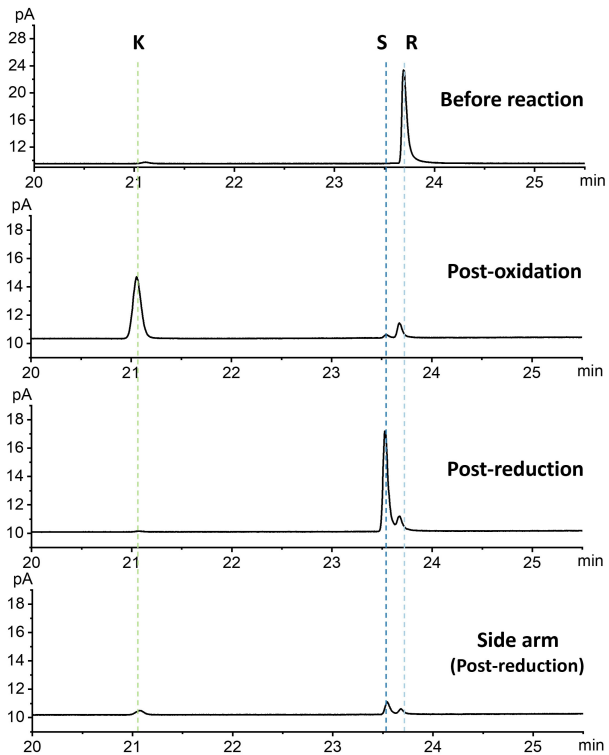 pA
K S R
28
24
20
16
12
Before reaction
20 21 22 23 24 25 min
pA
18
16
14
12
10
Post-oxidation
20 21 22 23 24 25 min
pA
18
16
14
12
10
Post-reduction
20 21 22 23 24 25 min
pA
18
16
14
12
10
Side arm
(Post-reduction)
20 21 22 23 24 25 min